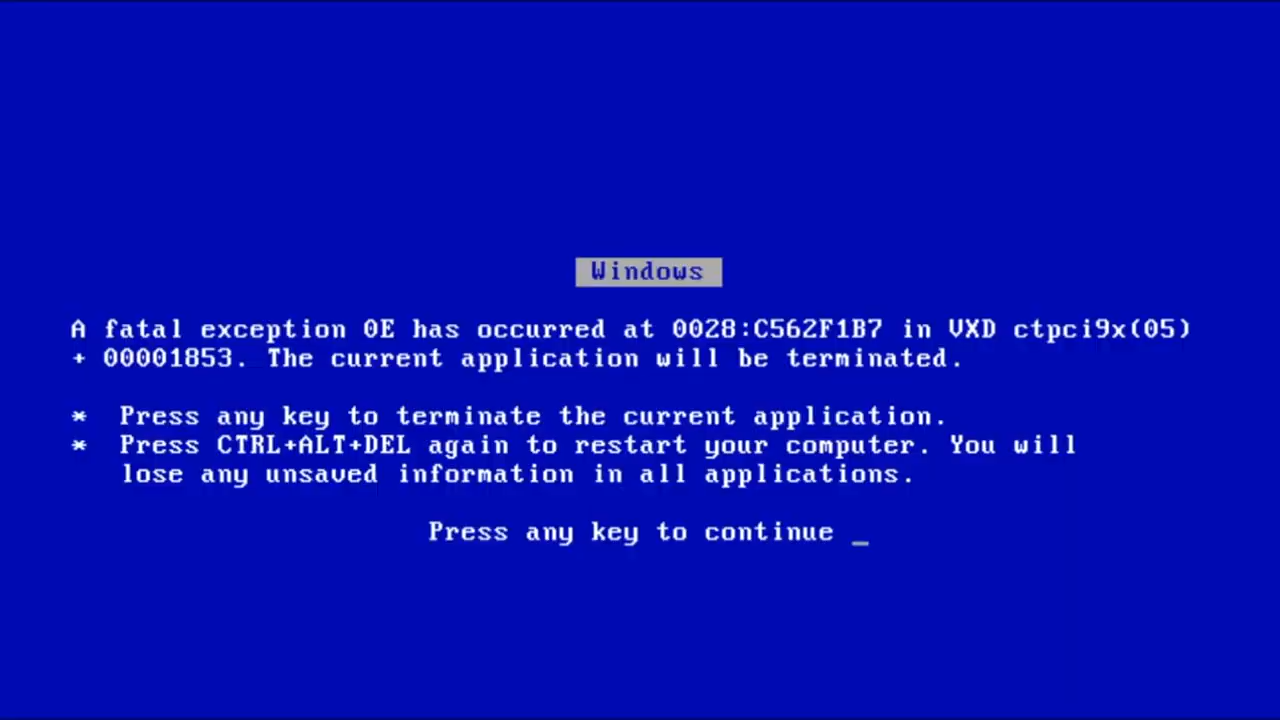 Windows
A fatal exception 0E has occurred at 0028:C562F1B7 in VXD ctpci9x(05)
+ 00001853. The current application will be terminated.
* Press any key to terminate the current application.
* Press CTRL+ALT+DEL again to restart your computer. You will
lose any unsaved information in all applications.
Press any key to continue _